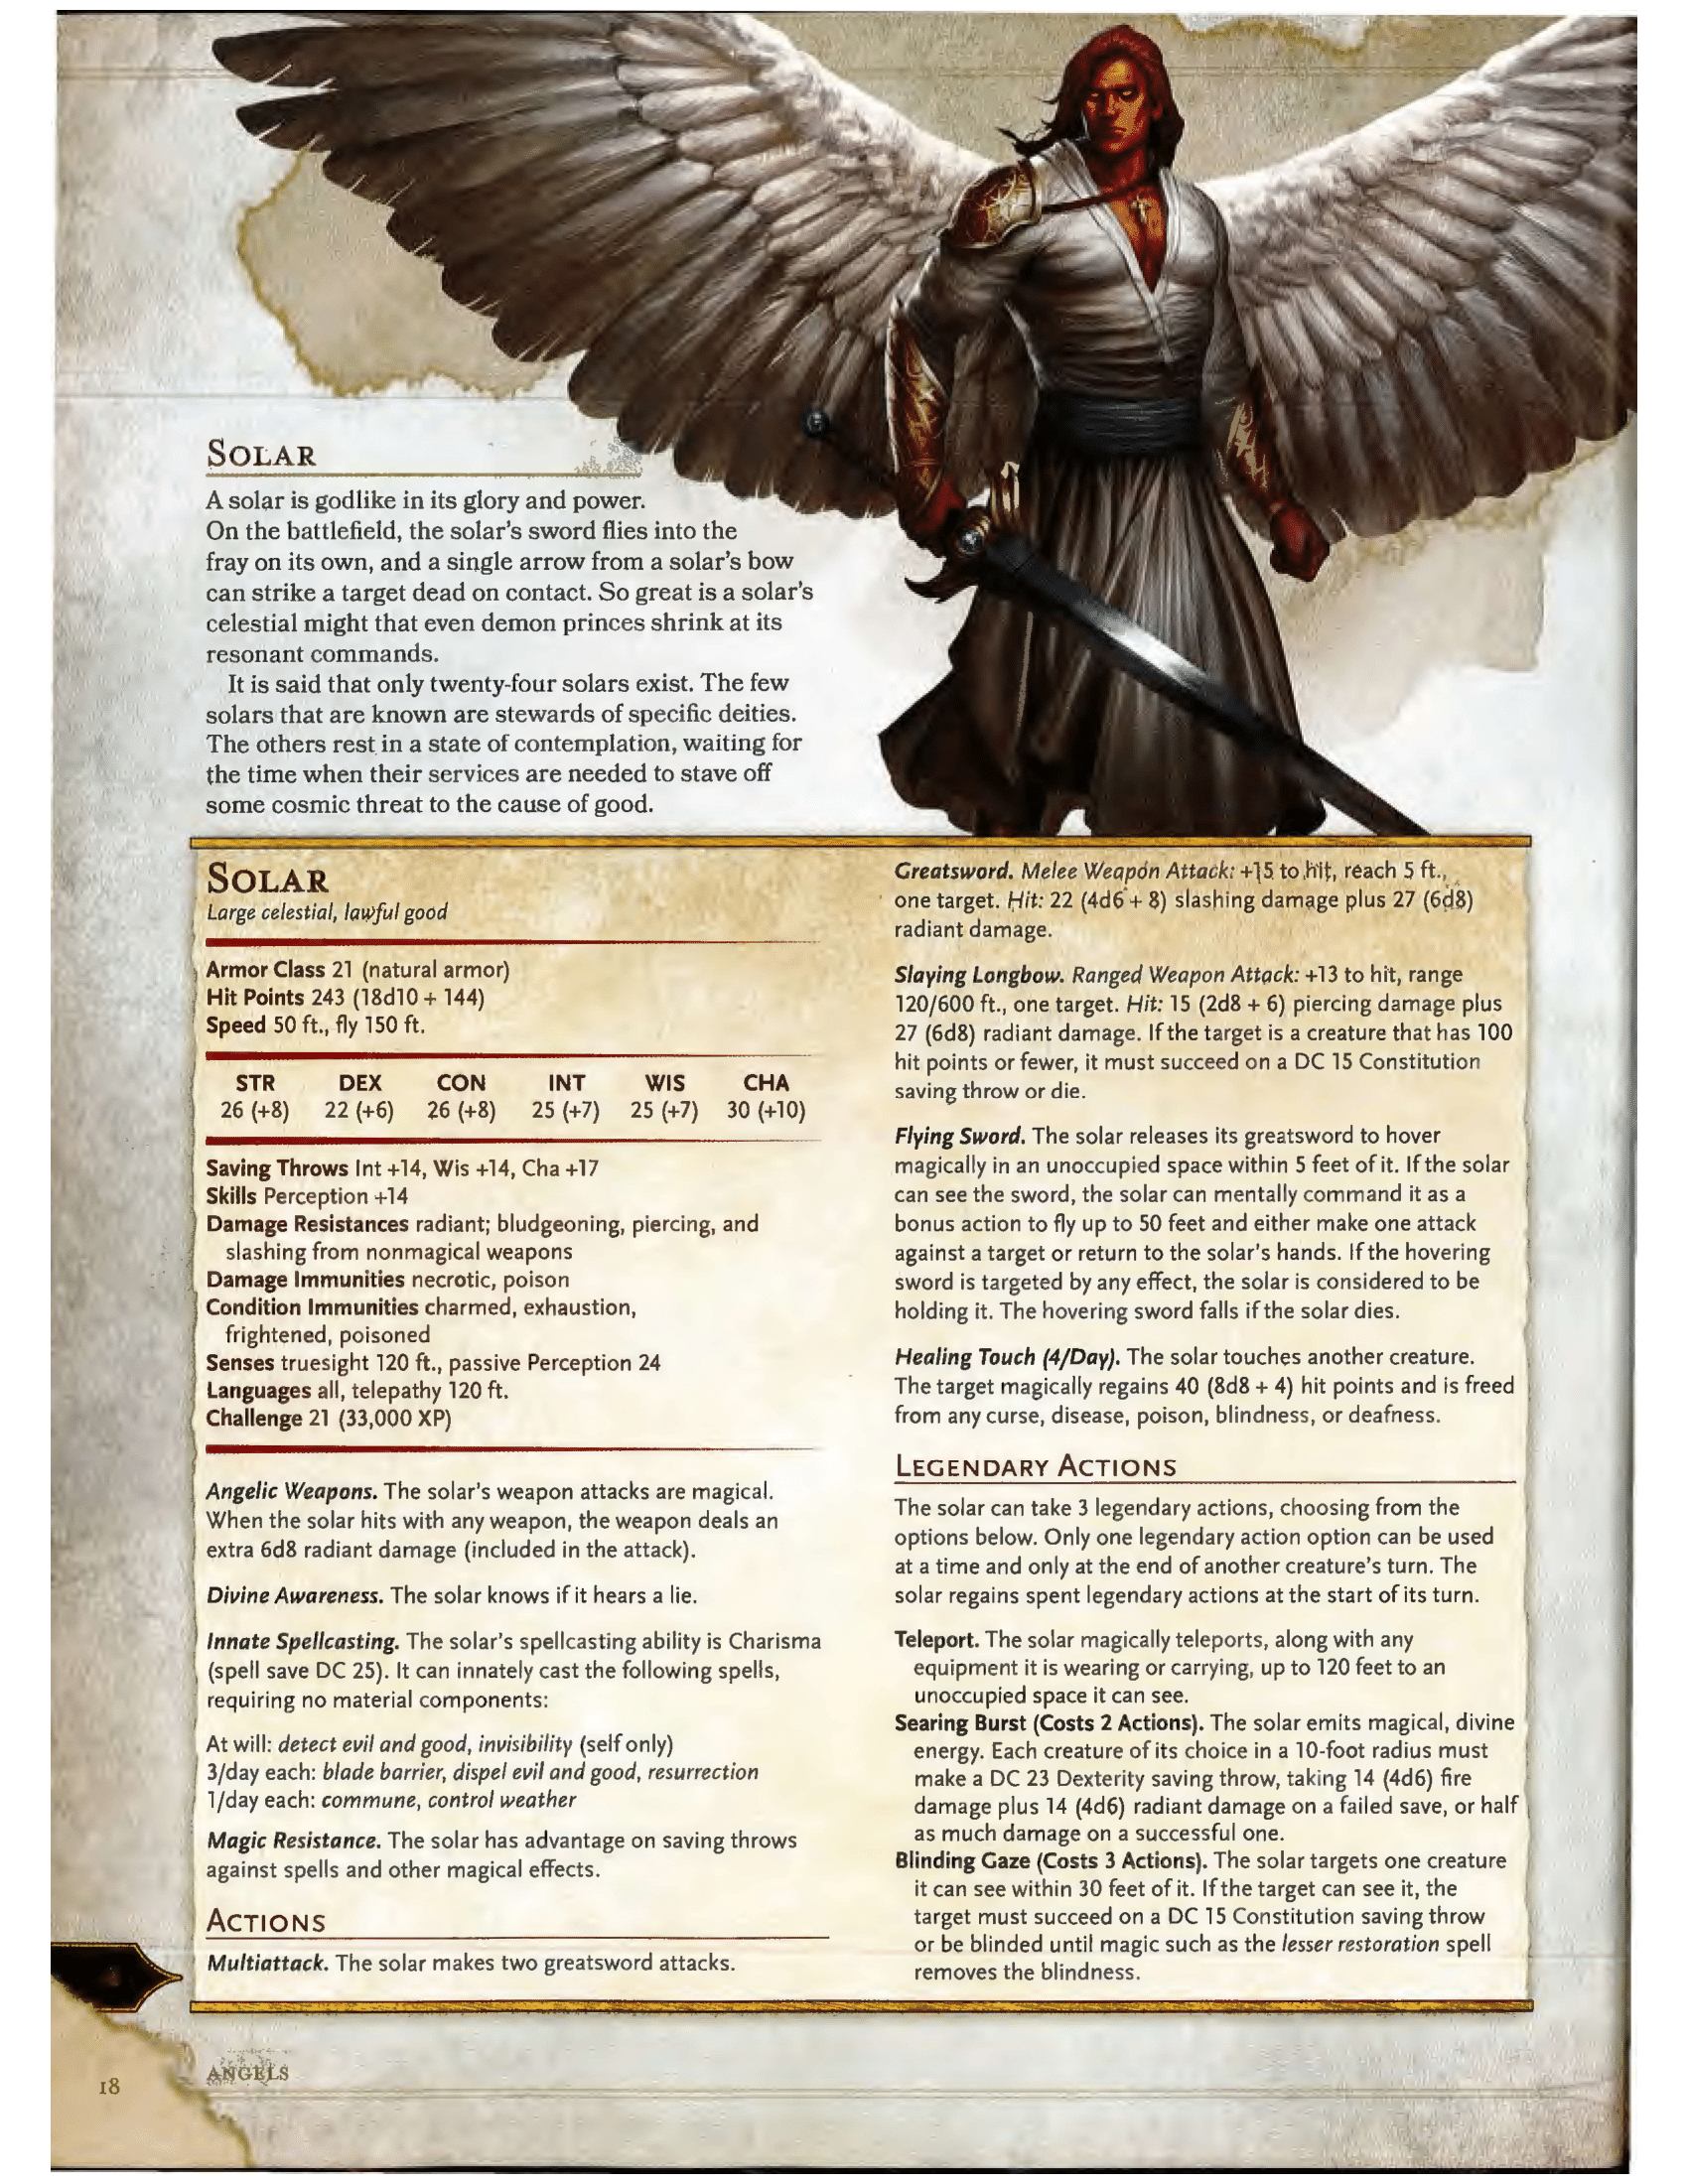 SOLAR
A solar is godlike in its glory and power.
On the battlefield, the solar's sword flies into the
fray on its own, and a single arrow from a solar's bow
can strike a target dead on contact. So great is a solar's
celestial might that even demon princes shrink at its
resonant commands.
It is said that only twenty-four solars exist. The few
solars that are known are stewards of specific deities.
The others rest in a state of contemplation, waiting for
the time when their services are needed to stave off
some cosmic threat to the cause of good.
SOLAR
Large celestial, lawful good
Armor Class 21 (natural armor)
Hit Points 243 (18d10 + 144)
Speed 50 ft., fly 150 ft.
STR DEX CON INT WIS CHA
26 (+8) 22 (+6) 26 (+8) 25 (+7) 25 (+7) 30 (+10)
Saving Throws Int +14, Wis +14, Cha +17
Skills Perception +14
Damage Resistances radiant; bludgeoning, piercing, and
slashing from nonmagical weapons
Damage Immunities necrotic, poison
Condition Immunities charmed, exhaustion,
frightened, poisoned
Senses truesight 120 ft., passive Perception 24
Languages all, telepathy 120 ft.
Challenge 21 (33,000 XP)
Angelic Weapons. The solar's weapon attacks are magical.
When the solar hits with any weapon, the weapon deals an
extra 6d8 radiant damage (included in the attack).
Divine Awareness. The solar knows if it hears a lie.
Innate Spellcasting. The solar's spellcasting ability is Charisma
(spell save DC 25). It can innately cast the following spells,
requiring no material components:
At will: detect evil and good, invisibility (self only)
3/day each: blade barrier, dispel evil and good, resurrection
1/day each: commune, control weather
Magic Resistance. The solar has advantage on saving throws
against spells and other magical effects.
ACTIONS
Multiattack. The solar makes two greatsword attacks.
Greatsword. Melee Weapon Attack: +15 to hit, reach 5 ft.,
one target. Hit: 22 (4d6 + 8) slashing damage plus 27 (6d8)
radiant damage.
Slaying Longbow. Ranged Weapon Attack: +13 to hit, range
120/600 ft., one target. Hit: 15 (2d8 + 6) piercing damage plus
27 (6d8) radiant damage. If the target is a creature that has 100
hit points or fewer, it must succeed on a DC 15 Constitution
saving throw or die.
Flying Sword. The solar releases its greatsword to hover
magically in an unoccupied space within 5 feet of it. If the solar
can see the sword, the solar can mentally command it as a
bonus action to fly up to 50 feet and either make one attack
against a target or return to the solar's hands. If the hovering
sword is targeted by any effect, the solar is considered to be
holding it. The hovering sword falls if the solar dies.
Healing Touch (4/Day). The solar touches another creature.
The target magically regains 40 (8d8 + 4) hit points and is freed
from any curse, disease, poison, blindness, or deafness.
LEGENDARY ACTIONS
The solar can take 3 legendary actions, choosing from the
options below. Only one legendary action option can be used
at a time and only at the end of another creature's turn. The
solar regains spent legendary actions at the start of its turn.
Teleport. The solar magically teleports, along with any
equipment it is wearing or carrying, up to 120 feet to an
unoccupied space it can see.
Searing Burst (Costs 2 Actions). The solar emits magical, divine
energy. Each creature of its choice in a 10-foot radius must
make a DC 23 Dexterity saving throw, taking 14 (4d6) fire
damage plus 14 (4d6) radiant damage on a failed save, or half
as much damage on a successful one.
Blinding Gaze (Costs 3 Actions). The solar targets one creature
it can see within 30 feet of it. If the target can see it, the
target must succeed on a DC 15 Constitution saving throw
or be blinded until magic such as the lesser restoration spell
removes the blindness.
18
ANGELS